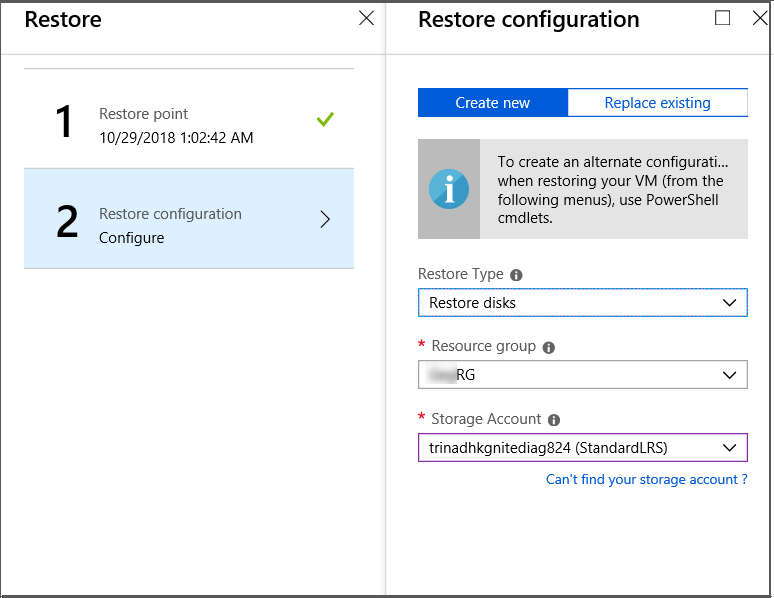 Restore
1
Restore point
10/29/2018 1:02:42 AM
2
Restore configuration
Configure
Restore configuration
Create new
Replace existing
To create an alternate configurati...
when restoring your VM (from the
following menus), use PowerShell
cmdlets.
Restore Type
Restore disks
* Resource group
RG
* Storage Account
trinadhkgnitediag824 (StandardLRS)
Can't find your storage account ?